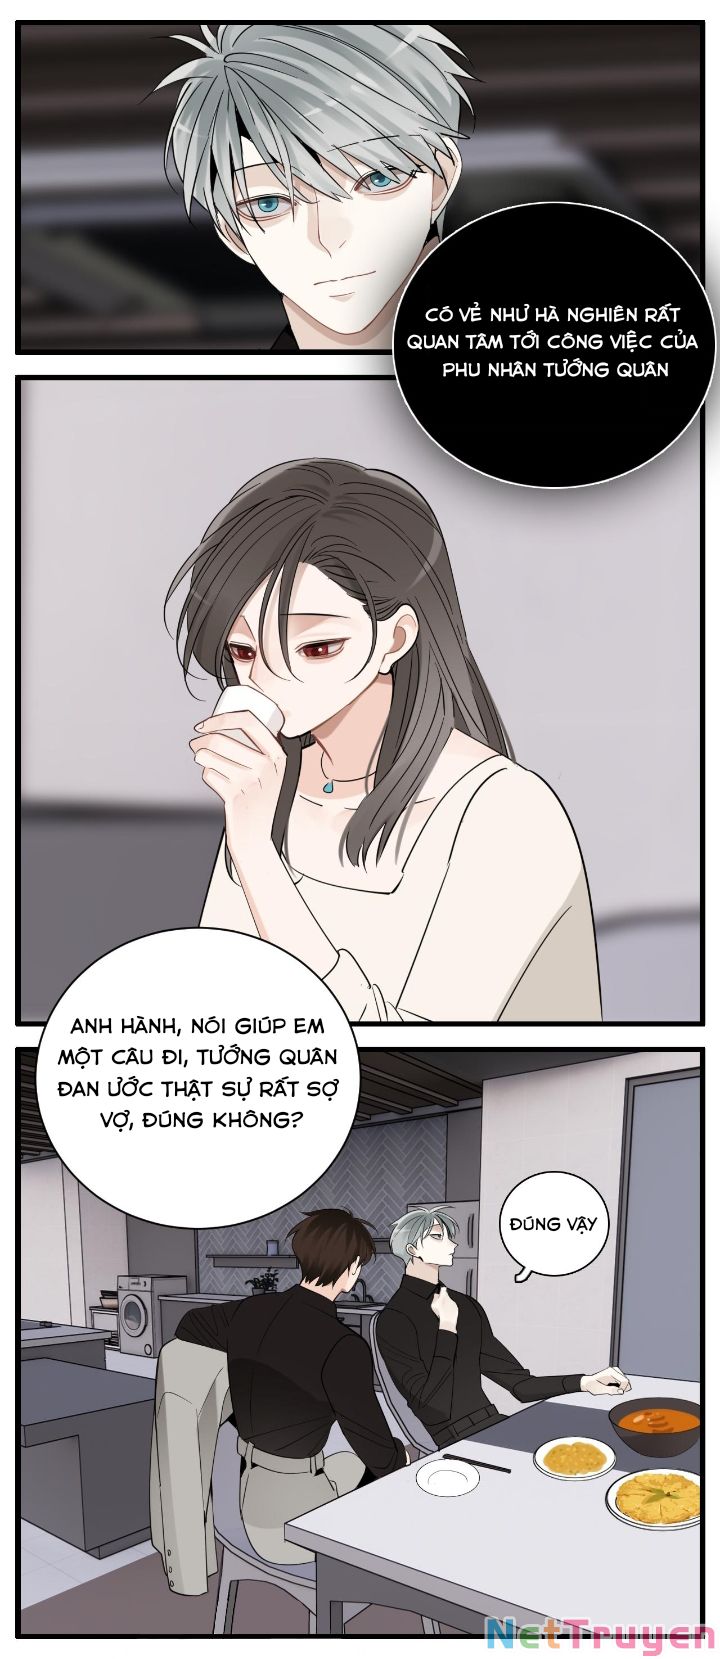 CÓ VẺ NHƯ HÀ NGHIÊN RẤT
QUAN TÂM TỚI CÔNG VIỆC CỦA
PHU NHÂN TƯỚNG QUÂN
ANH HÀNH, NÓI GIÚP EM
MỘT CÂU ĐI, TƯỚNG QUÂN
ĐAN ƯỚC THẬT SỰ RẤT SỢ
VỢ, ĐÚNG KHÔNG?
ĐÚNG VẬY
NetTruyen